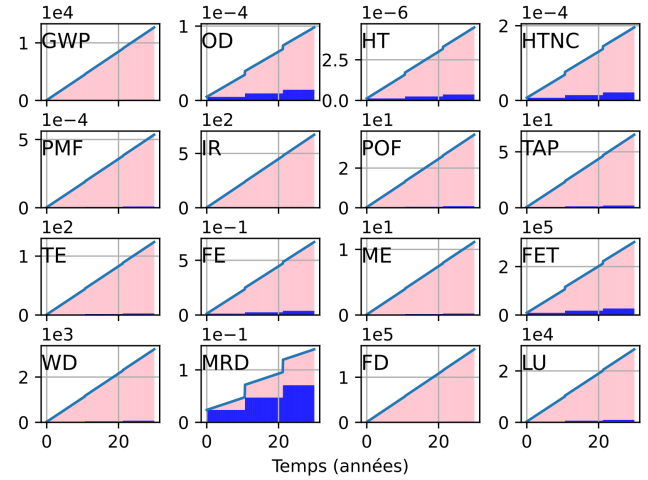 1e4 1e−4 1e−6 1e−4
GWP OD HT HTNC
1 1 2.5 2
0 0 0.0 0
1e−4 1e2 1e1 1e1
PMF IR POF TAP
5 5 2 5
0 0 0 0
1e2 1e−1 1e1 1e5
TE FE ME FET
1 5 1 2
0 0 0 0
1e3 1e−1 1e5 1e4
WD MRD FD LU
2 1 1 2
0 0 0 0
0 20 0 20 0 20 0 20
Temps (années)